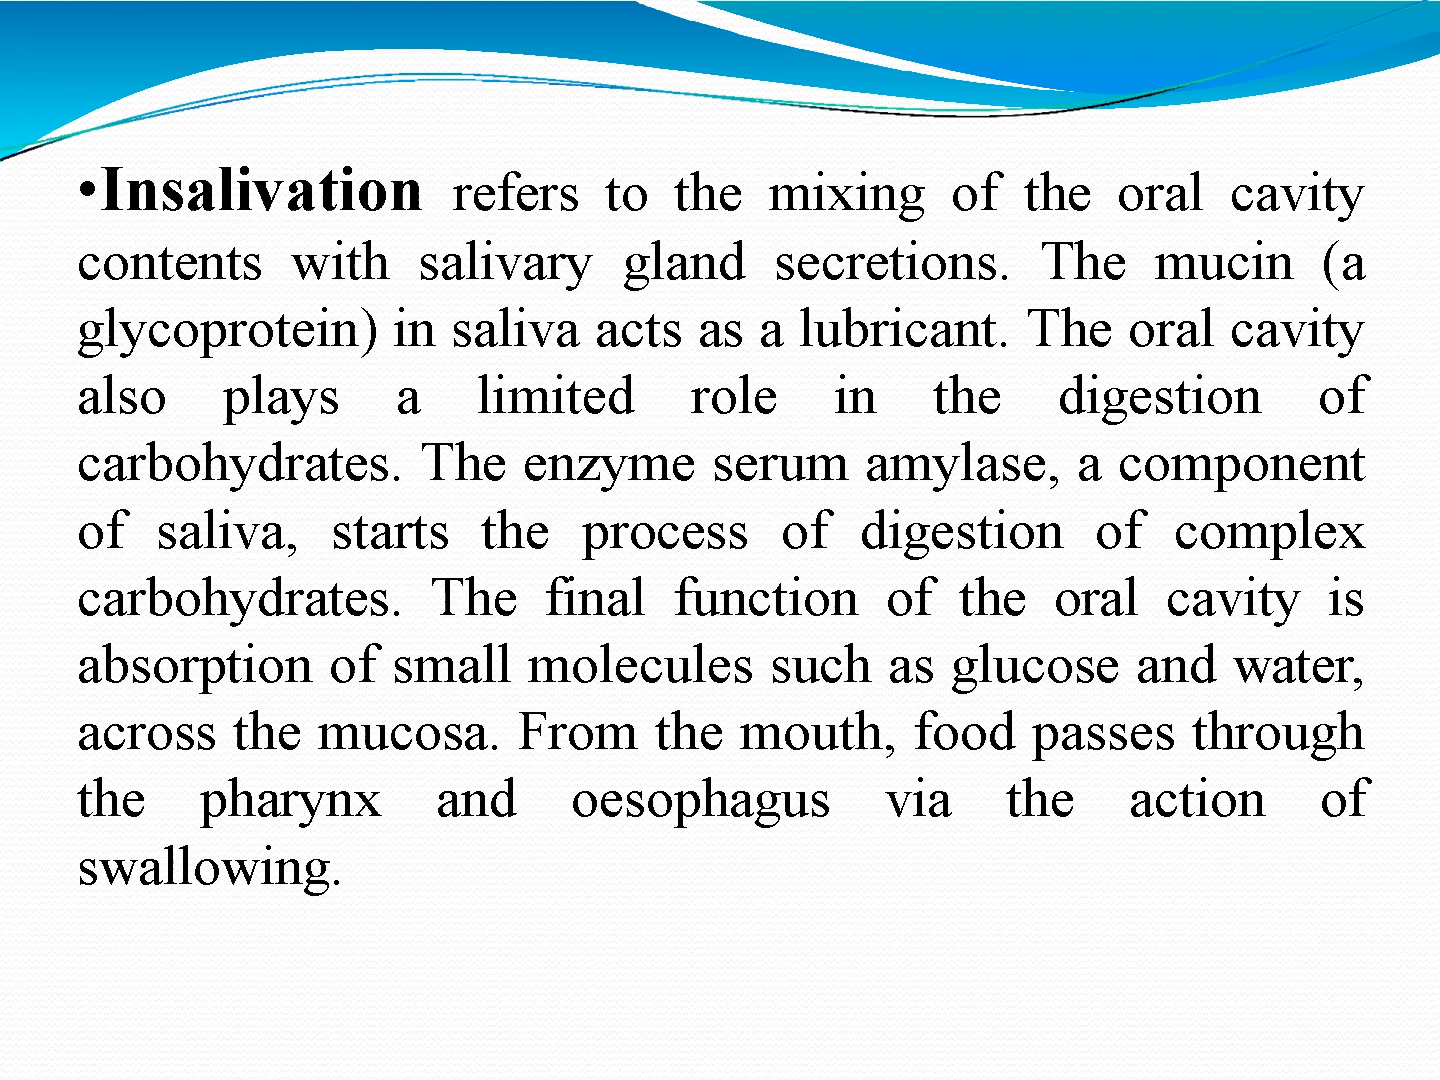 •Insalivation refers to the mixing of the oral cavity
contents with salivary gland secretions. The mucin (a
glycoprotein) in saliva acts as a lubricant. The oral cavity
also plays a limited role in the digestion of
carbohydrates. The enzyme serum amylase, a component
of saliva, starts the process of digestion of complex
carbohydrates. The final function of the oral cavity is
absorption of small molecules such as glucose and water,
across the mucosa. From the mouth, food passes through
the pharynx and oesophagus via the action of
swallowing.